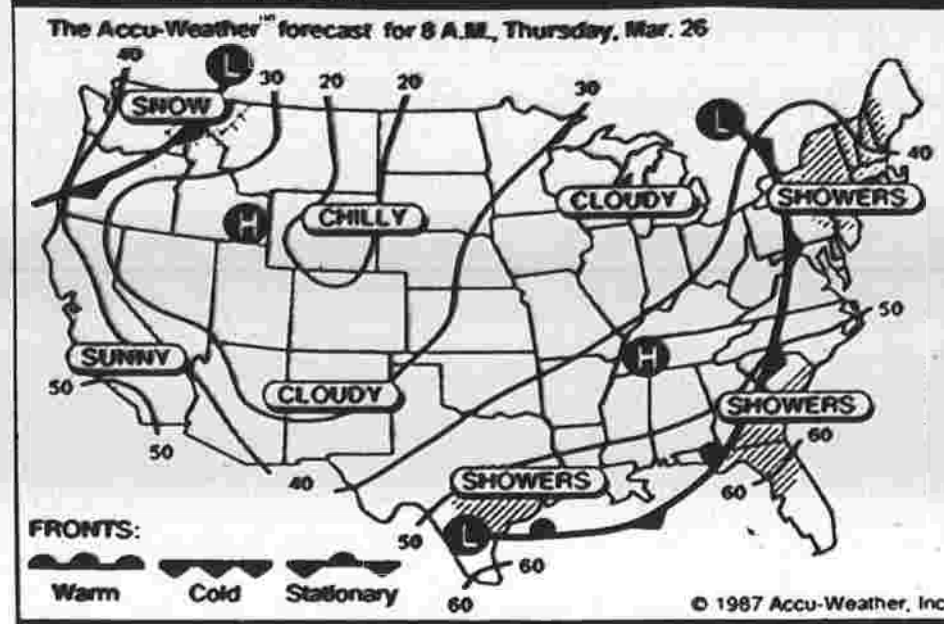 The Accu-Weather™ forecast for 8 A.M., Thursday, Mar. 26
40
L
30
20
20
30
L
SNOW
40
H
CHILLY
CLOUDY
SHOWERS
50
SUNNY
H
50
CLOUDY
SHOWERS
50
40
60
SHOWERS
60
FRONTS:
50
L
60
Warm
Cold
Stationary
60
© 1987 Accu-Weather, Inc